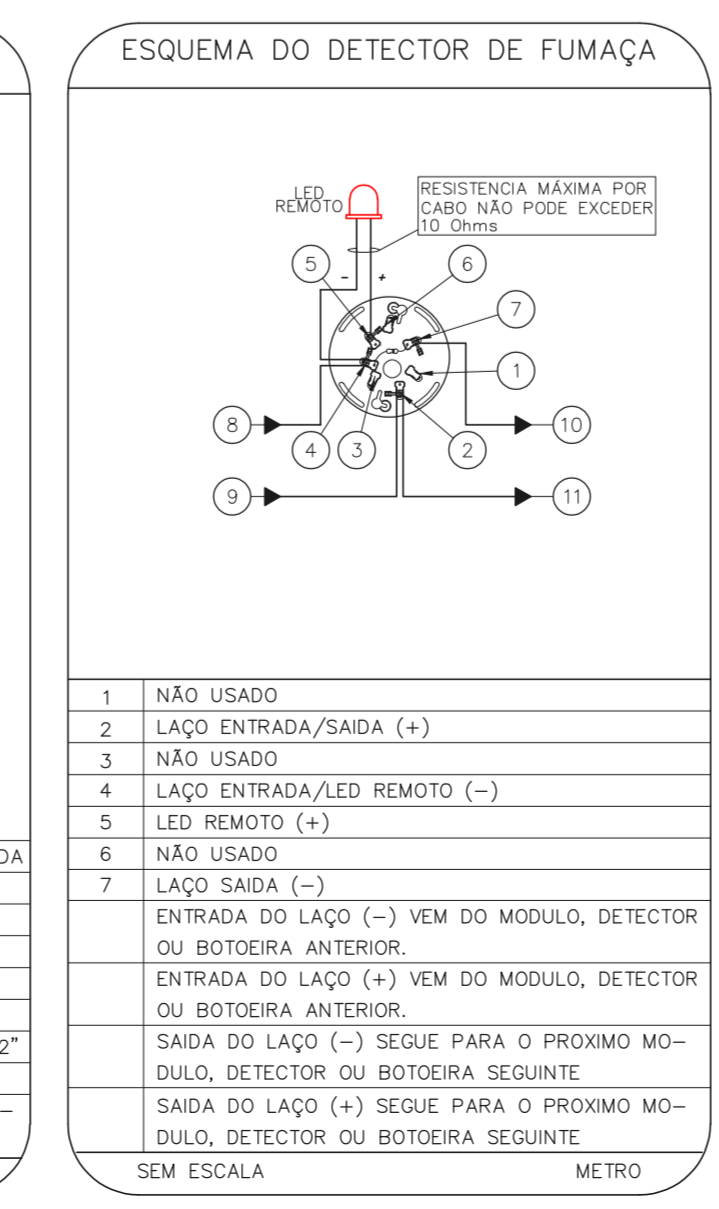 ESQUEMA DO DETECTOR DE FUMAÇA
LED
REMOTO
RESISTENCIA MÁXIMA POR
CABO NÃO PODE EXCEDER
10 Ohms
5
6
- +
7
1
8
10
4
3
2
9
11
1 NÃO USADO
2 LAÇO ENTRADA/SAIDA (+)
3 NÃO USADO
4 LAÇO ENTRADA/LED REMOTO (−)
5 LED REMOTO (+)
6 NÃO USADO
7 LAÇO SAIDA (−)
ENTRADA DO LAÇO (−) VEM DO MODULO, DETECTOR
OU BOTOEIRA ANTERIOR.
ENTRADA DO LAÇO (+) VEM DO MODULO, DETECTOR
OU BOTOEIRA ANTERIOR.
SAIDA DO LAÇO (−) SEGUE PARA O PROXIMO MO−
DULO, DETECTOR OU BOTOEIRA SEGUINTE
SAIDA DO LAÇO (+) SEGUE PARA O PROXIMO MO−
DULO, DETECTOR OU BOTOEIRA SEGUINTE
SEM ESCALA METRO
DA
2"
−